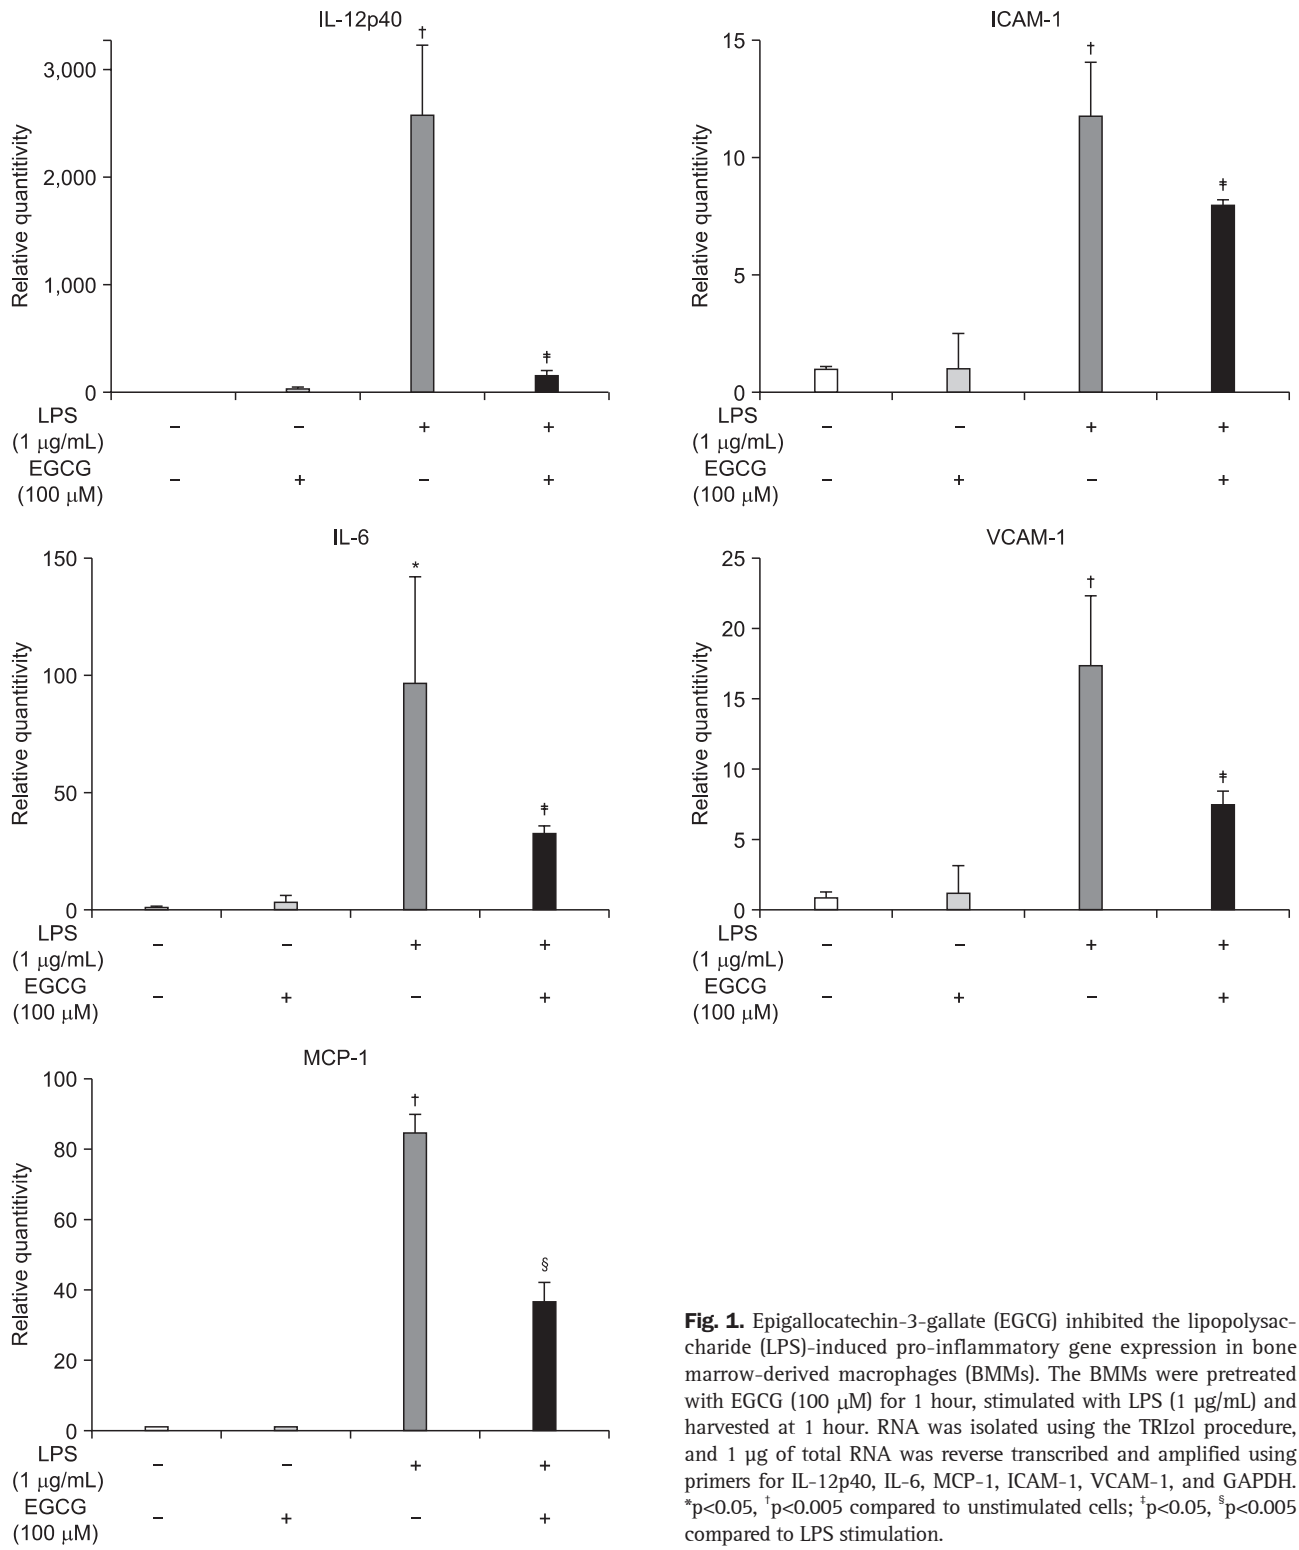 IL-12p40
†
3,000
2,000
1,000
0
Relative quantitivity
‡
LPS
(1 μg/mL)
– – + +
EGCG
(100 μM)
– + – +
ICAM-1
†
15
10
5
0
Relative quantitivity
‡
LPS
(1 μg/mL)
– – + +
EGCG
(100 μM)
– + – +
IL-6
150
100
50
0
Relative quantitivity
*
‡
LPS
(1 μg/mL)
– – + +
EGCG
(100 μM)
– + – +
VCAM-1
25
20
15
10
5
0
Relative quantitivity
†
‡
LPS
(1 μg/mL)
– – + +
EGCG
(100 μM)
– + – +
MCP-1
100
80
60
40
20
0
Relative quantitivity
†
§
LPS
(1 μg/mL)
– – + +
EGCG
(100 μM)
– + – +
Fig. 1. Epigallocatechin-3-gallate (EGCG) inhibited the lipopolysac-
charide (LPS)-induced pro-inflammatory gene expression in bone
marrow-derived macrophages (BMMs). The BMMs were pretreated
with EGCG (100 μM) for 1 hour, stimulated with LPS (1 μg/mL) and
harvested at 1 hour. RNA was isolated using the TRIzol procedure,
and 1 μg of total RNA was reverse transcribed and amplified using
primers for IL-12p40, IL-6, MCP-1, ICAM-1, VCAM-1, and GAPDH.
*p<0.05, †p<0.005 compared to unstimulated cells; ‡p<0.05, §p<0.005
compared to LPS stimulation.